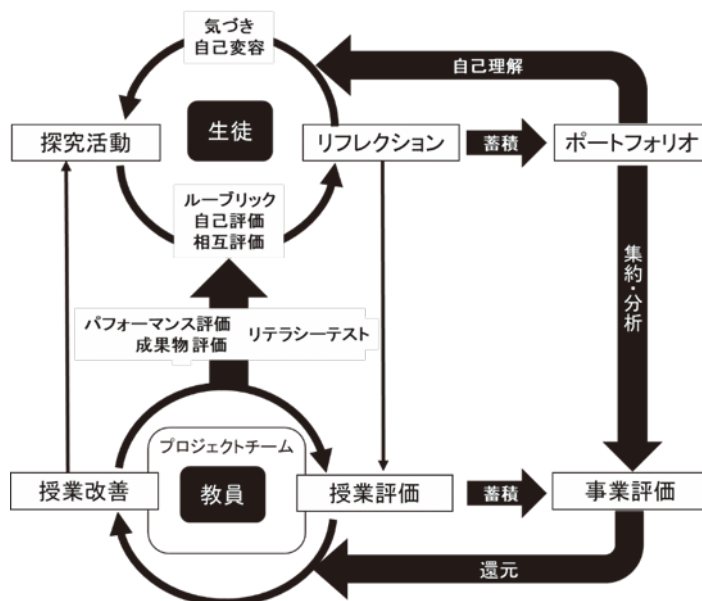 気づき
自己変容
自己理解
探究活動
生徒
リフレクション
蓄積
ポートフォリオ
ルーブリック
自己評価
相互評価
集約・分析
パフォーマンス評価
成果物評価
リテラシーテスト
プロジェクトチーム
授業改善
教員
授業評価
蓄積
事業評価
還元